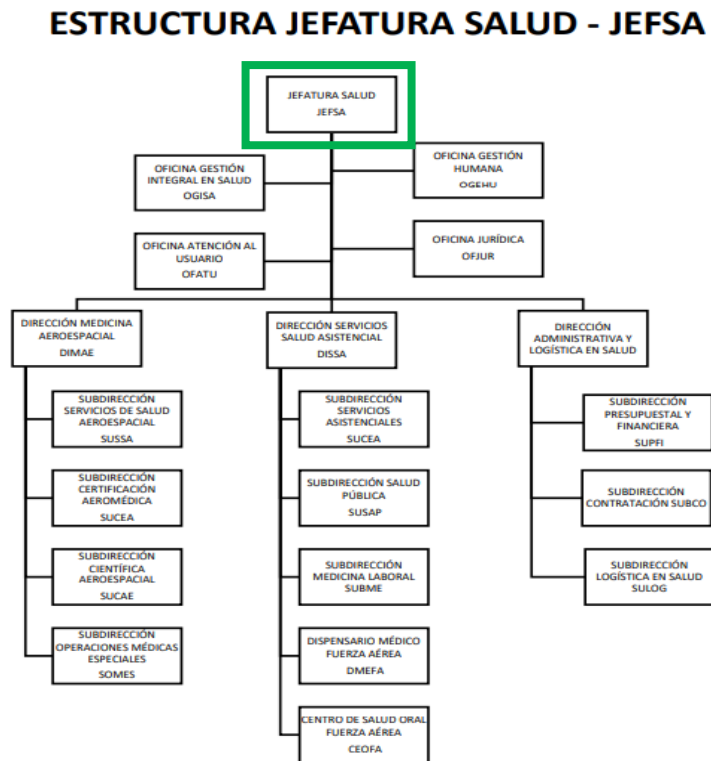 ESTRUCTURA JEFATURA SALUD - JEFSA
JEFATURA SALUD
JEFSA
OFICINA GESTIÓN
INTEGRAL EN SALUD
OGISA
OFICINA GESTIÓN
HUMANA
OGEHU
OFICINA ATENCIÓN AL
USUARIO
OFATU
OFICINA JURÍDICA
OFJUR
DIRECCIÓN MEDICINA
AEROESPACIAL
DIMAE
SUBDIRECCIÓN
SERVICIOS DE SALUD
AEROESPACIAL
SUSSA
SUBDIRECCIÓN
CERTIFICACIÓN
AEROMÉDICA
SUCEA
SUBDIRECCIÓN
CIENTÍFICA
AEROESPACIAL
SUCAE
SUBDIRECCIÓN
OPERACIONES MÉDICAS
ESPECIALES
SOMES
DIRECCIÓN SERVICIOS
SALUD ASISTENCIAL
DISSA
SUBDIRECCIÓN
SERVICIOS
ASISTENCIALES
SUCEA
SUBDIRECCIÓN SALUD
PÚBLICA
SUSAP
SUBDIRECCIÓN
MEDICINA LABORAL
SUBME
DISPENSARIO MÉDICO
FUERZA AÉREA
DMEFA
CENTRO DE SALUD ORAL
FUERZA AÉREA
CEOFA
DIRECCIÓN
ADMINISTRATIVA Y
LOGÍSTICA EN SALUD
SUBDIRECCIÓN
PRESUPUESTAL Y
FINANCIERA
SUPFI
SUBDIRECCIÓN
CONTRATACIÓN SUBCO
SUBDIRECCIÓN
LOGÍSTICA EN SALUD
SULOG